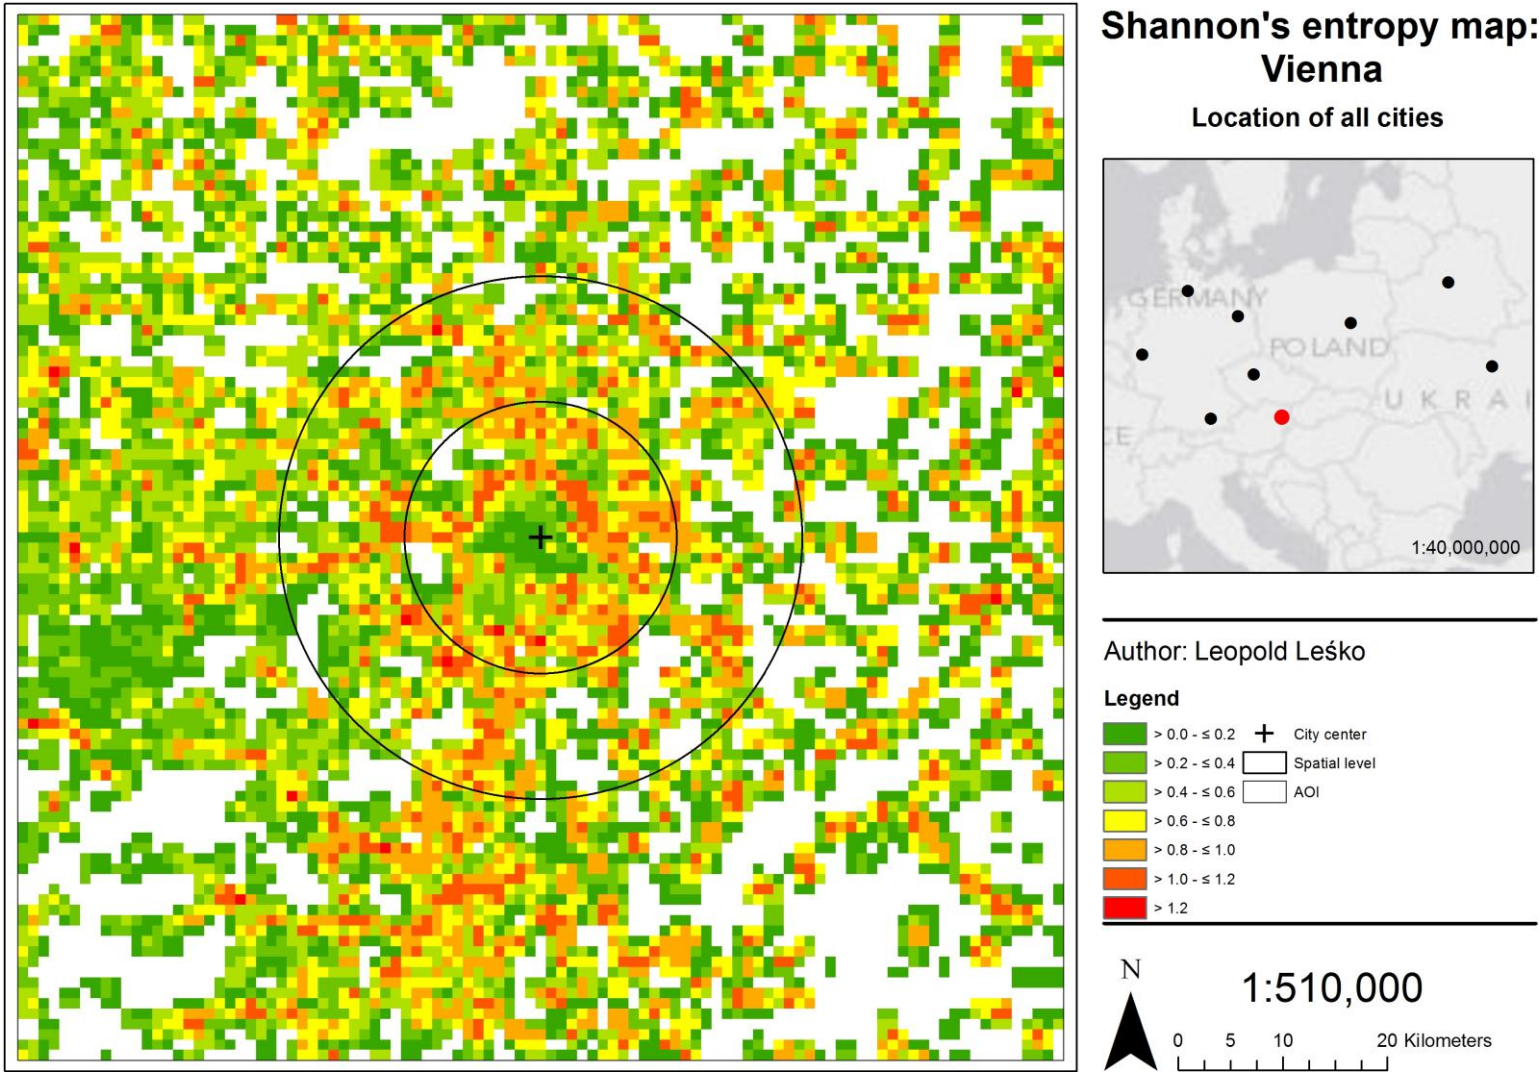 Shannon's entropy map:
Vienna
Location of all cities
GERMANY
POLAND
U K R A I
CE
1:40,000,000
Author: Leopold Leśko
Legend
> 0.0 - ≤ 0.2 City center
> 0.2 - ≤ 0.4 Spatial level
> 0.4 - ≤ 0.6 AOI
> 0.6 - ≤ 0.8
> 0.8 - ≤ 1.0
> 1.0 - ≤ 1.2
> 1.2
N
1:510,000
0 5 10 20 Kilometers